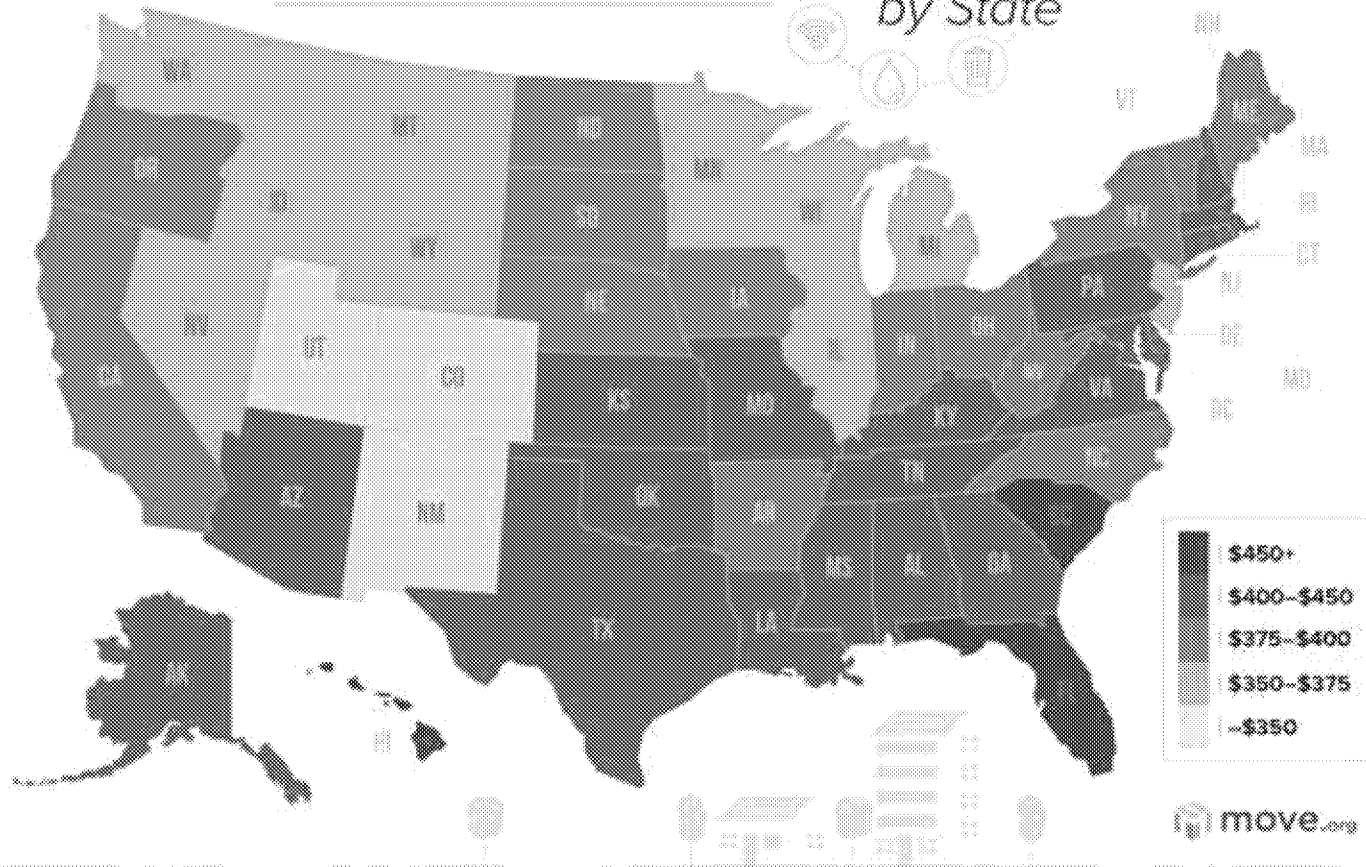 by State
NH
WA
VT
ME
MT
ND
MA
OR
MN
ID
SD
WI
RI
NY
WY
MI
CT
NJ
PA
NE
IA
NV
OH
DE
IN
UT
IL
CO
CA
WV
MD
VA
KS
MO
DC
KY
NC
TN
AZ
OK
NM
AR
MS
AL
GA
$450+
$400–$450
LA
TX
$375–$400
AK
$350–$375
HI
~$350
move.org